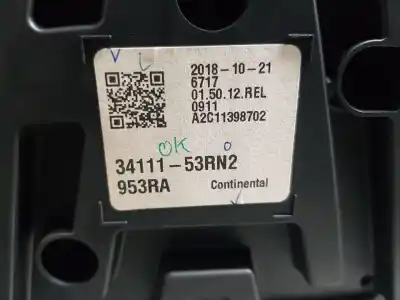 2018-10-21
6717
01.50.12.REL
0911
A2C11398702
OK
34111-53RN2
953RA Continental